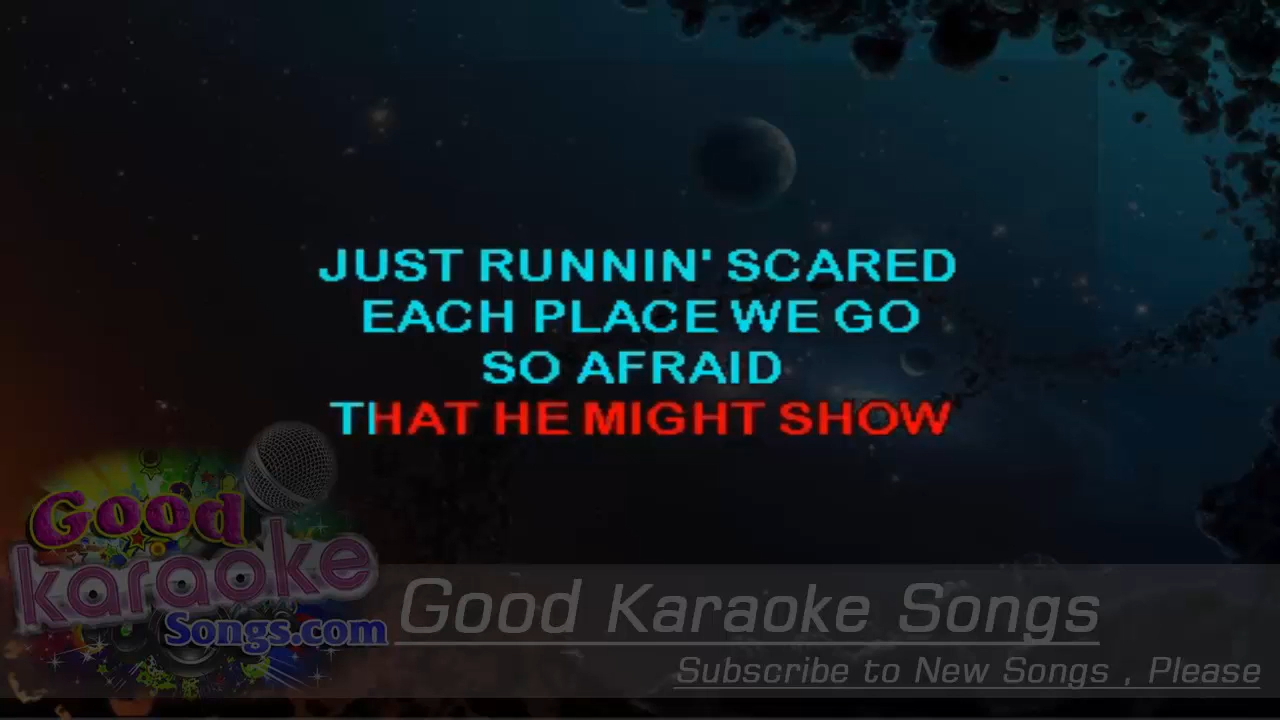 JUST RUNNIN' SCARED
EACH PLACE WE GO
SO AFRAID
THAT HE MIGHT SHOW
Good
karaoke
Songs.com
Good Karaoke Songs
Subscribe to New Songs , Please